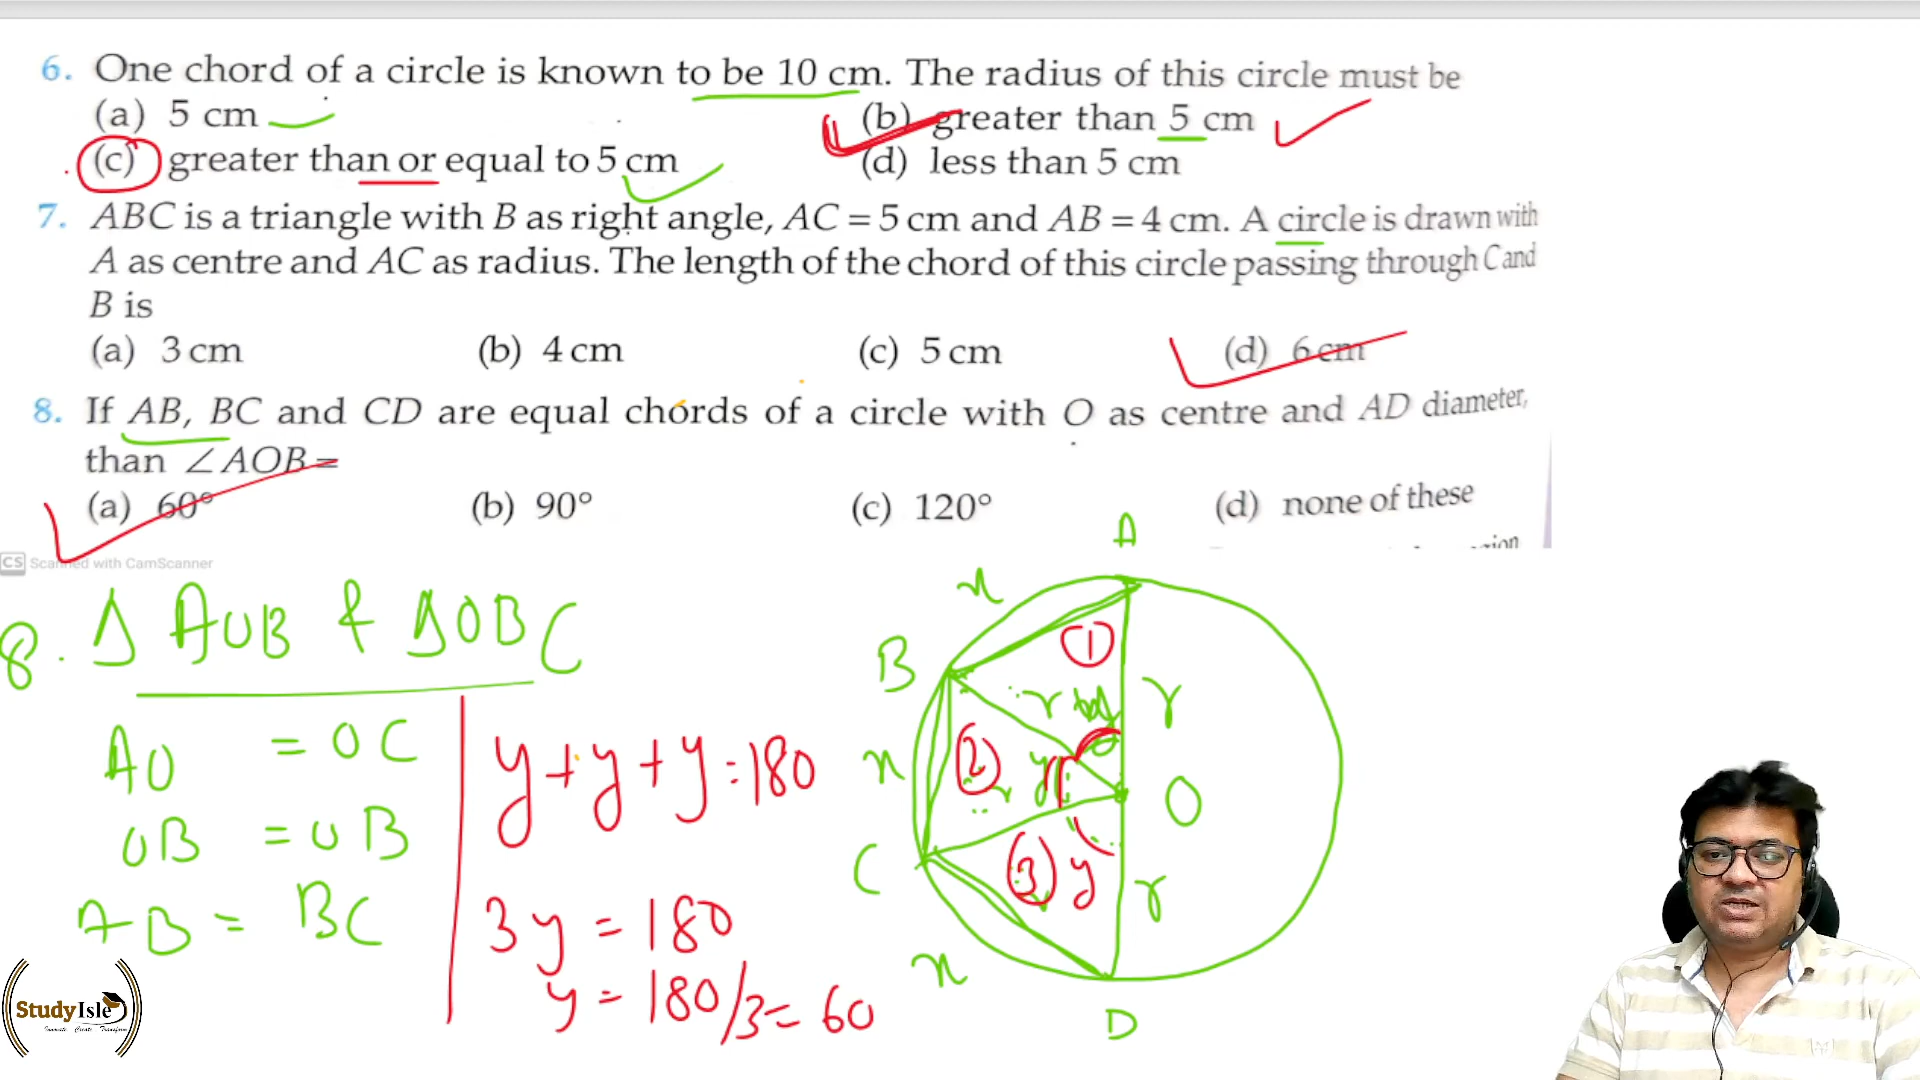 6. One chord of a circle is known to be 10 cm. The radius of this circle must be
(a) 5 cm (b) greater than 5 cm
(c) greater than or equal to 5 cm (d) less than 5 cm
7. ABC is a triangle with B as right angle, AC = 5 cm and AB = 4 cm. A circle is drawn with
A as centre and AC as radius. The length of the chord of this circle passing through C and
B is
(a) 3 cm (b) 4 cm (c) 5 cm (d) 6 cm
8. If AB, BC and CD are equal chords of a circle with O as centre and AD diameter,
than ∠AOB =
(a) 60° (b) 90° (c) 120° (d) none of these
CS Scanned with CamScanner
8. Δ AOB & ΔOBC
AO = OC
OB = OB
AB = BC
y + y + y = 180
3y = 180
y = 180/3 = 60
A
x
B
1
r
r
x
2
y
O
C
3
y
r
x
D
StudyIsle
Innovate Create Transform